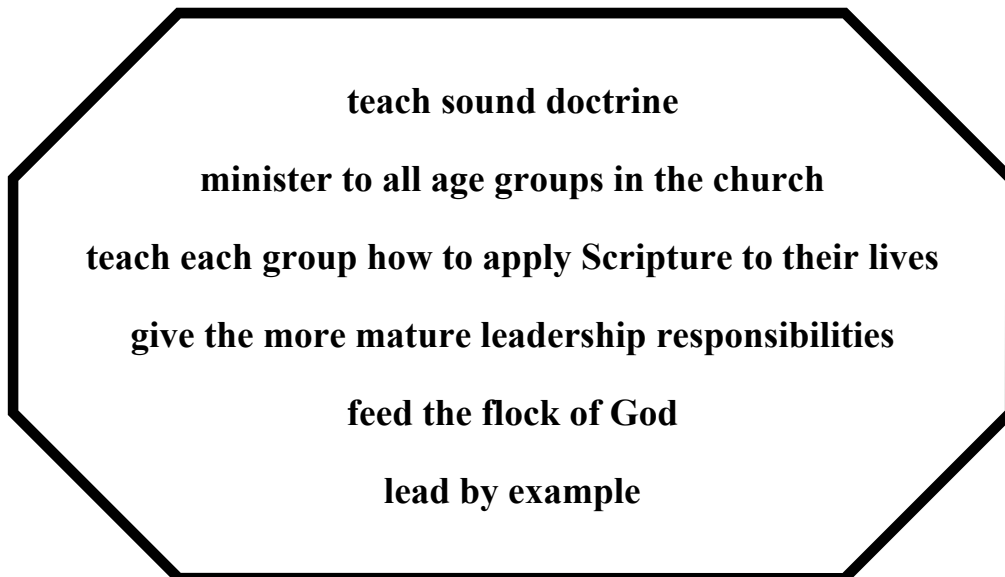 teach sound doctrine
minister to all age groups in the church
teach each group how to apply Scripture to their lives
give the more mature leadership responsibilities
feed the flock of God
lead by example